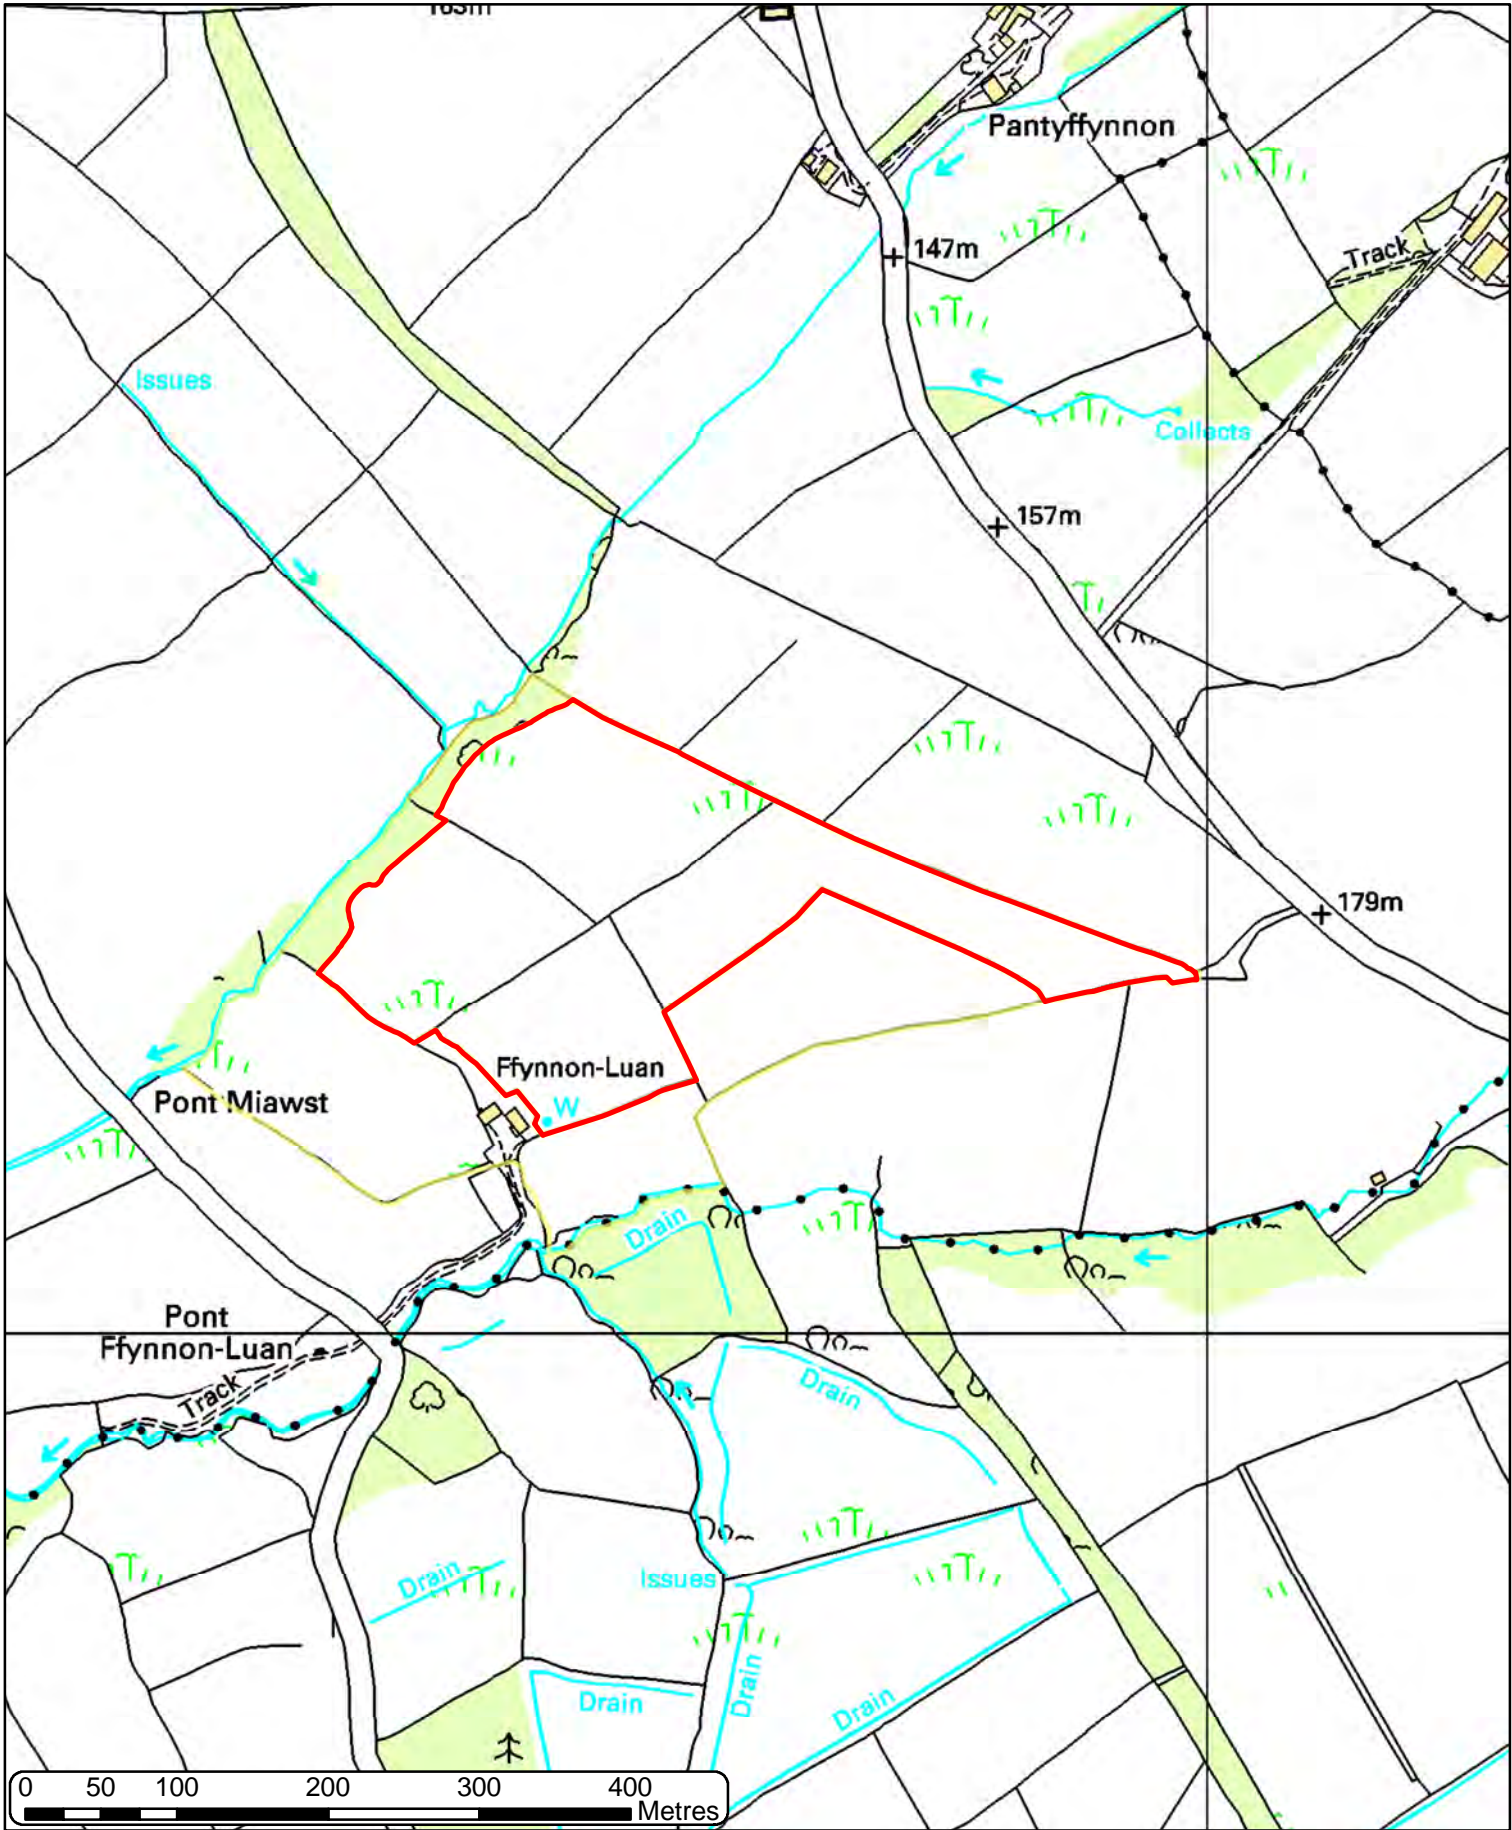 163m
Pantyffynnon
147m
Track
Issues
Collects
157m
179m
Ffynnon-Luan
W
Pont Miawst
Drain
Pont
Ffynnon-Luan
Track
Drain
Drain
Issues
Drain
Drain
Drain
0 50 100 200 300 400
Metres